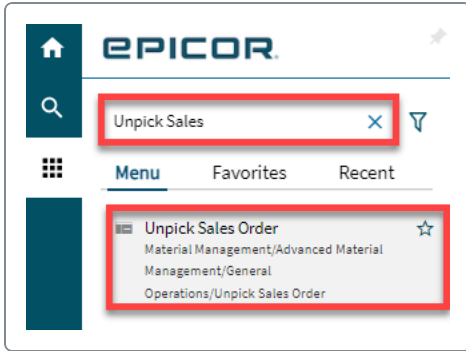 EPICOR
Unpick Sales
Menu Favorites Recent
Unpick Sales Order
Material Management/Advanced Material
Management/General
Operations/Unpick Sales Order